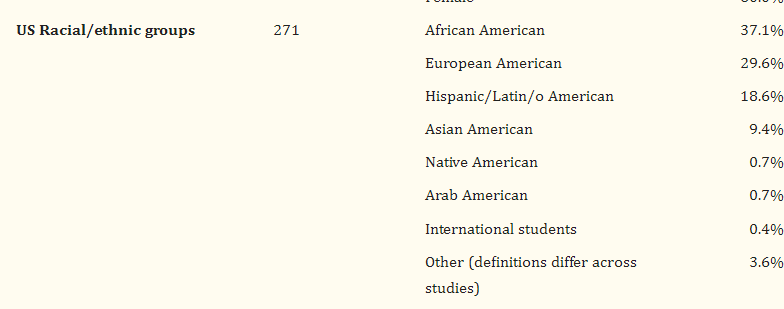 US Racial/ethnic groups 271 African American 37.1%
European American 29.6%
Hispanic/Latin/o American 18.6%
Asian American 9.4%
Native American 0.7%
Arab American 0.7%
International students 0.4%
Other (definitions differ across 3.6%
studies)